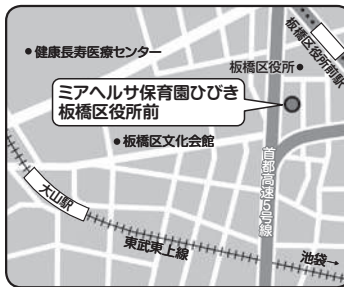 板橋区役所前駅
健康長寿医療センター
板橋区役所
ミアヘルサ保育園ひびき
板橋区役所前
板橋区文化会館
首都高速5号線
大山駅
東武東上線
池袋→